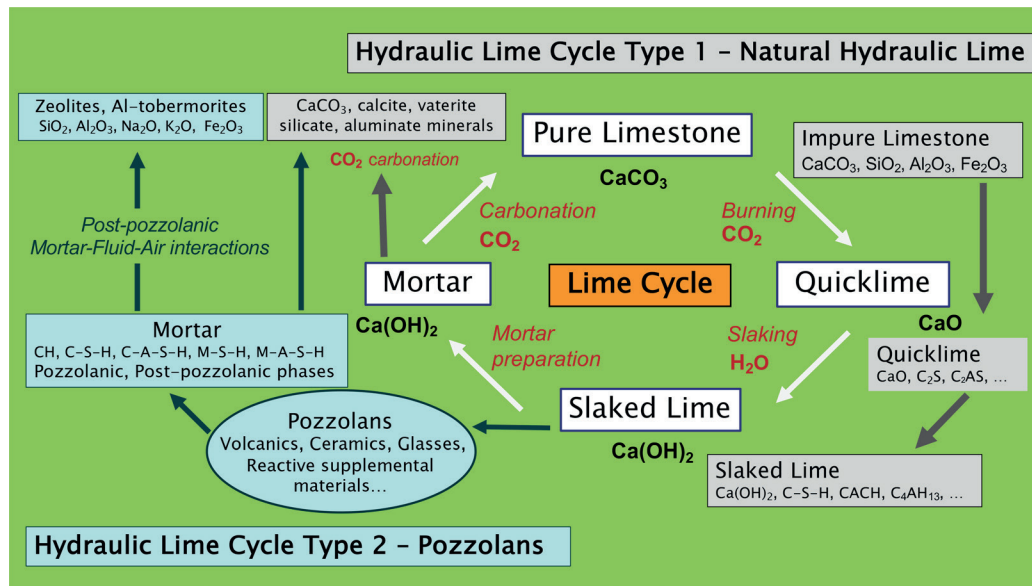 Hydraulic Lime Cycle Type 1 – Natural Hydraulic Lime
Zeolites, Al-tobermorites
SiO₂, Al₂O₃, Na₂O, K₂O, Fe₂O₃
CaCO₃, calcite, vaterite
silicate, aluminate minerals
CO₂ carbonation
Pure Limestone
CaCO₃
Impure Limestone
CaCO₃, SiO₂, Al₂O₃, Fe₂O₃
Post-pozzolanic
Mortar-Fluid-Air interactions
Carbonation
CO₂
Burning
CO₂
Mortar
Ca(OH)₂
Lime Cycle
Quicklime
CaO
Mortar
CH, C-S-H, C-A-S-H, M-S-H, M-A-S-H
Pozzolanic, Post-pozzolanic phases
Mortar
preparation
Slaking
H₂O
Quicklime
CaO, C₂S, C₂AS, ...
Pozzolans
Volcanics, Ceramics, Glasses,
Reactive supplemental
materials...
Slaked Lime
Ca(OH)₂
Slaked Lime
Ca(OH)₂, C-S-H, CACH, C₄AH₁₃, ...
Hydraulic Lime Cycle Type 2 – Pozzolans